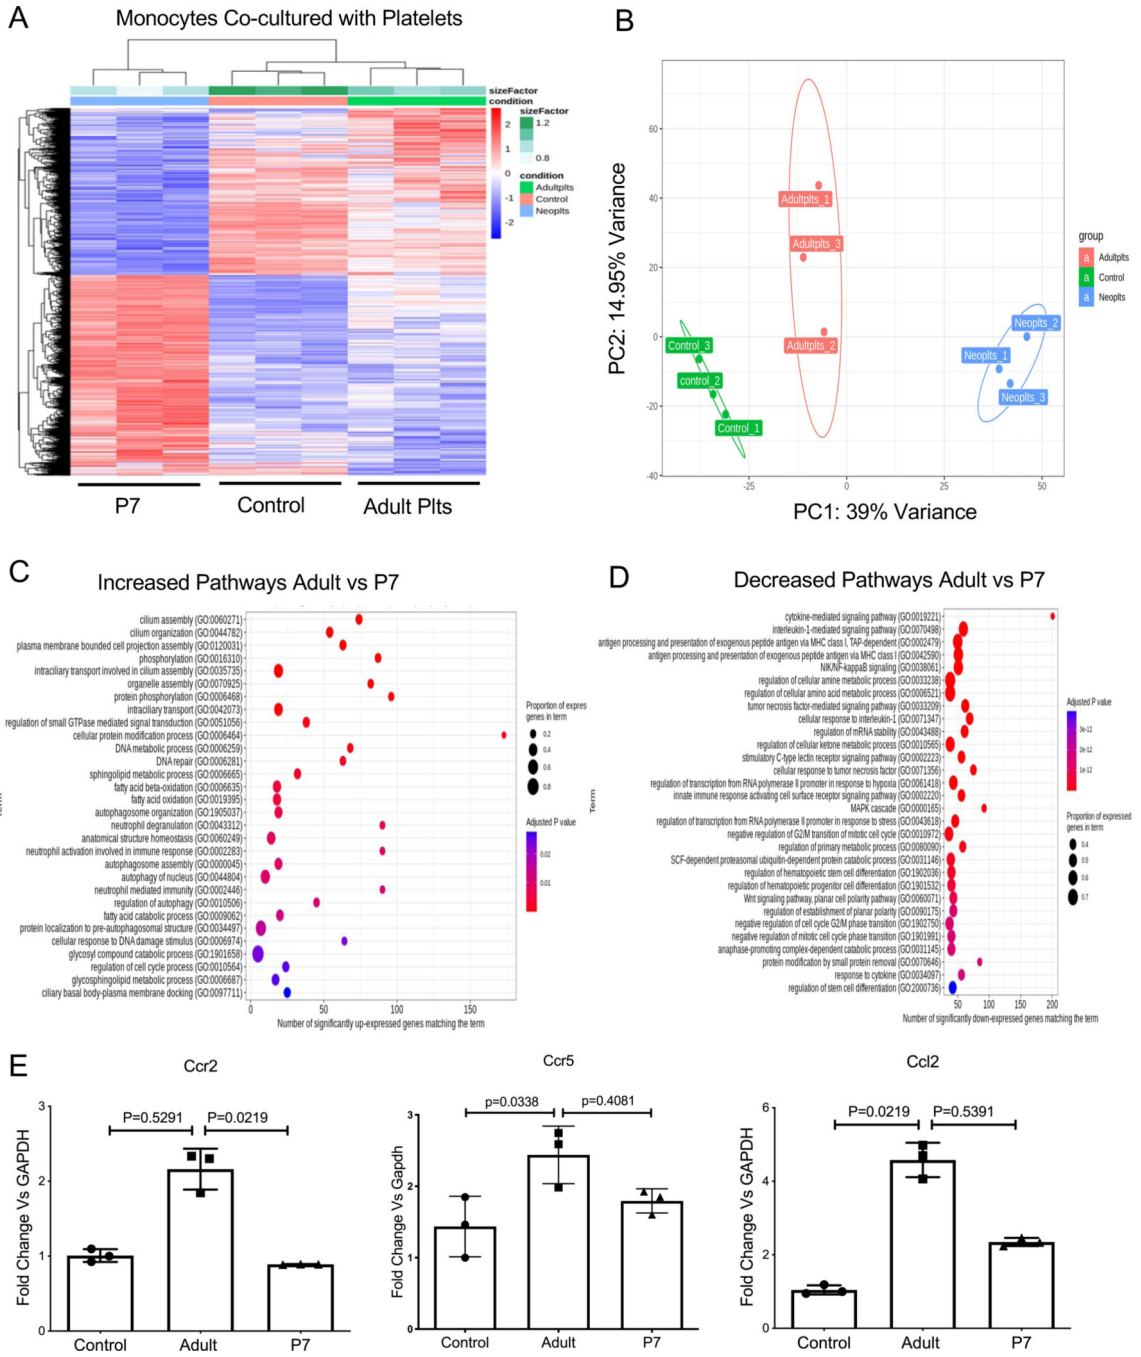 A
Monocytes Co-cultured with Platelets
sizeFactor
condition
2
1
0
-1
-2
sizeFactor
1.2
0.8
condition
Adultplts
Control
Neoplts
P7
Control
Adult Plts
B
PC2: 14.95% Variance
60
40
20
0
-20
-40
Adultplts_1
Adultplts_3
Adultplts_2
Control_3
control_2
Control_1
Neoplts_2
Neoplts_1
Neoplts_3
-25
0
25
50
PC1: 39% Variance
group
a Adultplts
a Control
a Neoplts
C
Increased Pathways Adult vs P7
cilium assembly (GO:0060271)
cilium organization (GO:0044782)
plasma membrane bounded cell projection assembly (GO:0120031)
phosphorylation (GO:0016310)
intraciliary transport involved in cilium assembly (GO:0035735)
organelle assembly (GO:0070925)
protein phosphorylation (GO:0006468)
intraciliary transport (GO:0042073)
regulation of small GTPase mediated signal transduction (GO:0051056)
cellular protein modification process (GO:0006464)
DNA metabolic process (GO:0006259)
DNA repair (GO:0006281)
sphingolipid metabolic process (GO:0006665)
fatty acid beta-oxidation (GO:0006635)
fatty acid oxidation (GO:0019395)
autophagosome organization (GO:1905037)
neutrophil degranulation (GO:0043312)
anatomical structure homeostasis (GO:0060249)
neutrophil activation involved in immune response (GO:0002283)
autophagosome assembly (GO:0000045)
autophagy of nucleus (GO:0044804)
neutrophil mediated immunity (GO:0002446)
regulation of autophagy (GO:0010506)
fatty acid catabolic process (GO:0009062)
protein localization to pre-autophagosomal structure (GO:0034497)
cellular response to DNA damage stimulus (GO:0006974)
glycosyl compound catabolic process (GO:1901658)
regulation of cell cycle process (GO:0010564)
glycosphingolipid metabolic process (GO:0006687)
ciliary basal body-plasma membrane docking (GO:0097711)
0
50
100
150
Number of significantly up-expressed genes matching the term
Proportion of expres
genes in term
0.2
0.4
0.6
0.8
Adjusted P value
0.02
0.01
D
Decreased Pathways Adult vs P7
Term
cytokine-mediated signaling pathway (GO:0019221)
interleukin-1-mediated signaling pathway (GO:0070498)
antigen processing and presentation of exogenous peptide antigen via MHC class I, TAP-dependent (GO:0002479)
antigen processing and presentation of exogenous peptide antigen via MHC class I (GO:0042590)
NIK/NF-kappaB signaling (GO:0038061)
regulation of cellular amine metabolic process (GO:0033238)
regulation of cellular amino acid metabolic process (GO:0006521)
tumor necrosis factor-mediated signaling pathway (GO:0033209)
cellular response to interleukin-1 (GO:0071347)
regulation of mRNA stability (GO:0043488)
regulation of cellular ketone metabolic process (GO:0010565)
stimulatory C-type lectin receptor signaling pathway (GO:0002223)
cellular response to tumor necrosis factor (GO:0071356)
regulation of transcription from RNA polymerase II promoter in response to hypoxia (GO:0061418)
innate immune response activating cell surface receptor signaling pathway (GO:0002220)
MAPK cascade (GO:0000165)
regulation of transcription from RNA polymerase II promoter in response to stress (GO:0043618)
negative regulation of G2/M transition of mitotic cell cycle (GO:0010972)
regulation of primary metabolic process (GO:0080090)
SCF-dependent proteasomal ubiquitin-dependent protein catabolic process (GO:0031146)
regulation of hematopoietic stem cell differentiation (GO:1902036)
regulation of hematopoietic progenitor cell differentiation (GO:1901532)
Wnt signaling pathway, planar cell polarity pathway (GO:0060071)
regulation of establishment of planar polarity (GO:0090175)
negative regulation of cell cycle G2/M phase transition (GO:1902750)
negative regulation of mitotic cell cycle phase transition (GO:1901991)
anaphase-promoting complex-dependent catabolic process (GO:0031145)
protein modification by small protein removal (GO:0070646)
response to cytokine (GO:0034097)
regulation of stem cell differentiation (GO:2000736)
50
100
150
200
Number of significantly down-expressed genes matching the term
Adjusted P value
3e-12
2e-12
1e-12
Proportion of expressed
genes in term
0.4
0.5
0.6
0.7
E
Ccr2
Fold Change Vs GAPDH
3
2
1
0
P=0.5291
P=0.0219
Control
Adult
P7
Ccr5
Fold Change Vs Gapdh
3
2
1
0
p=0.0338
p=0.4081
Control
Adult
P7
Ccl2
Fold Change Vs GAPDH
6
4
2
0
P=0.0219
P=0.5391
Control
Adult
P7